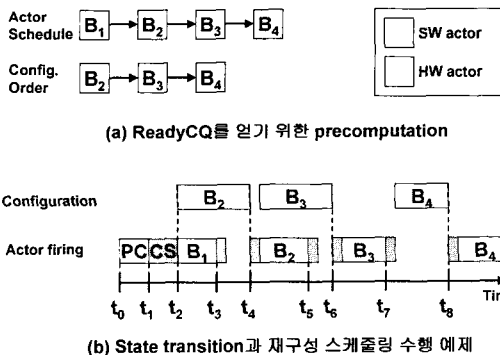 Actor Schedule B₁ B₂ B₃ B₄
Config. Order B₂ B₃ B₄
SW actor
HW actor
(a) ReadyCQ를 얻기 위한 precomputation
Configuration B₂ B₃ B₄
Actor firing PC CS B₁ B₂ B₃ B₄
t₀ t₁ t₂ t₃ t₄ t₅ t₆ t₇ t₈
(b) State transition과 재구성 스케줄링 수행 예제